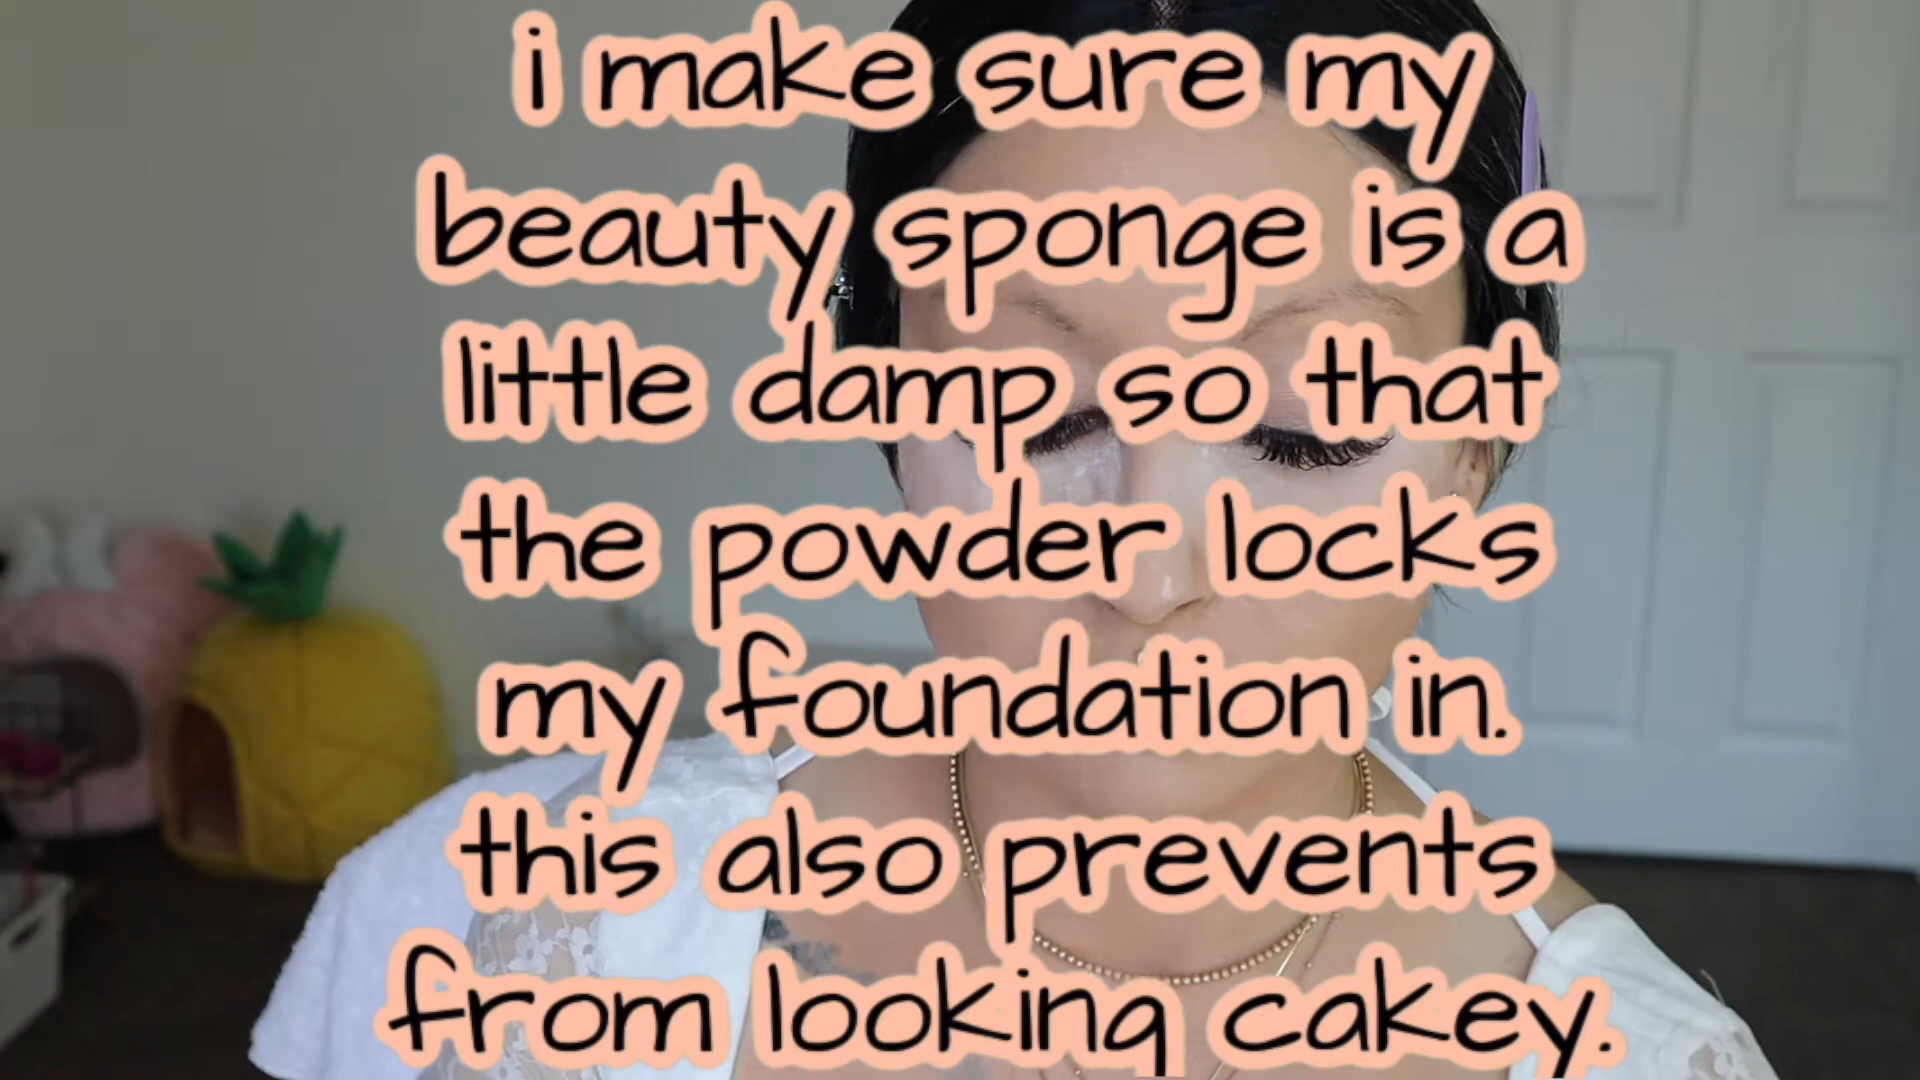 i make sure my
beauty sponge is a
little damp so that
the powder locks
my foundation in.
this also prevents
from looking cakey.